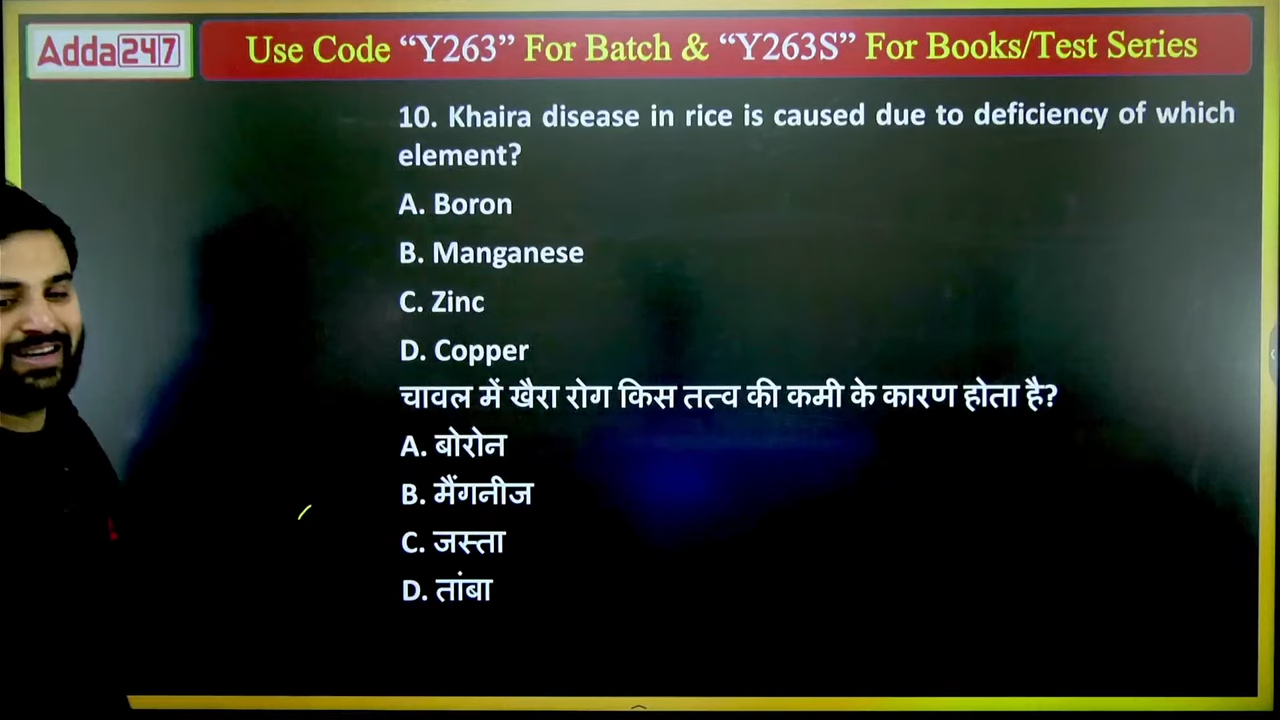 Adda247
Use Code “Y263” For Batch & “Y263S” For Books/Test Series
10. Khaira disease in rice is caused due to deficiency of which
element?
A. Boron
B. Manganese
C. Zinc
D. Copper
चावल में खैरा रोग किस तत्व की कमी के कारण होता है?
A. बोरोन
B. मैंगनीज
C. जस्ता
D. तांबा